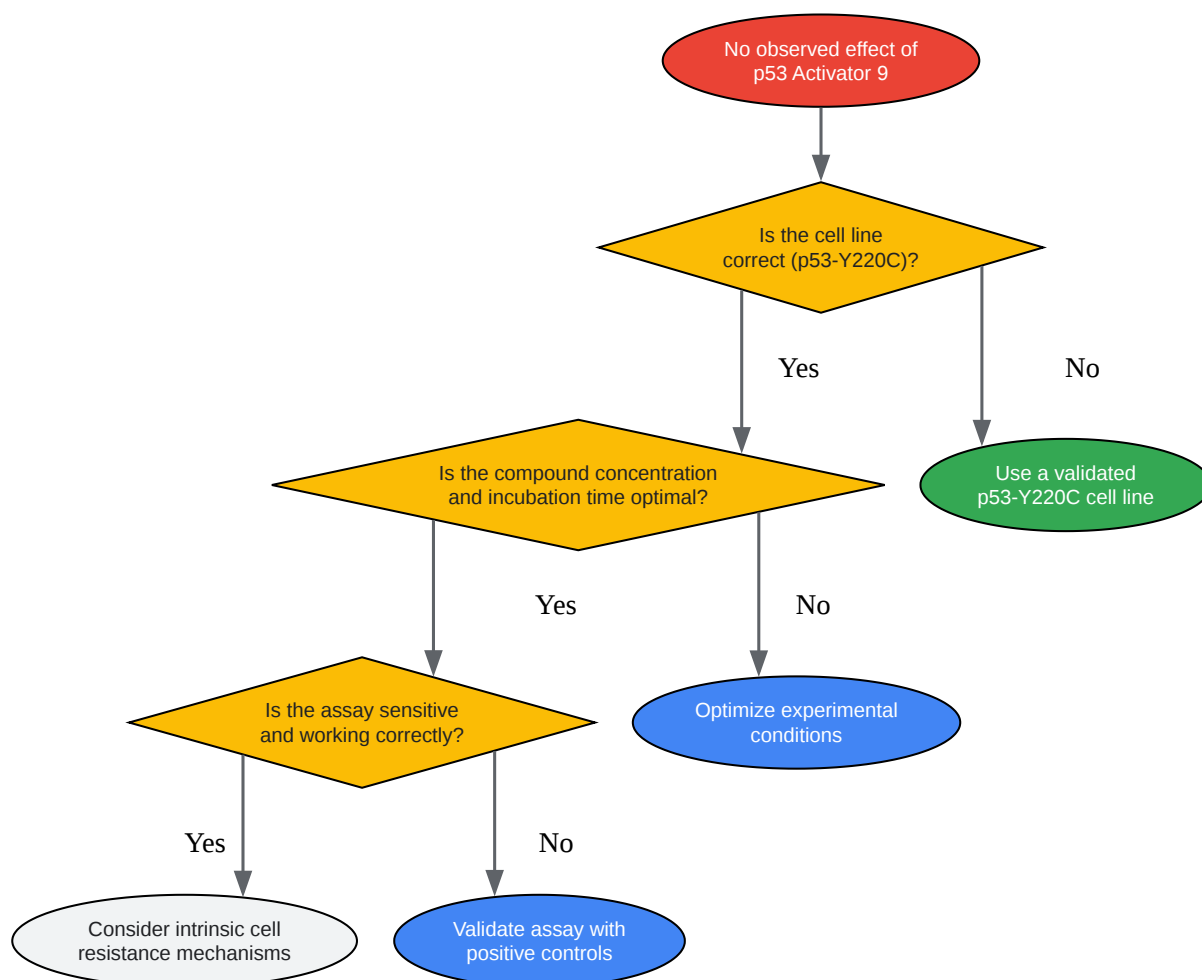 No observed effect of
p53 Activator 9
Is the cell line
correct (p53-Y220C)?
Yes
No
Is the compound concentration
and incubation time optimal?
Use a validated
p53-Y220C cell line
Yes
No
Is the assay sensitive
and working correctly?
Optimize experimental
conditions
Yes
No
Consider intrinsic cell
resistance mechanisms
Validate assay with
positive controls